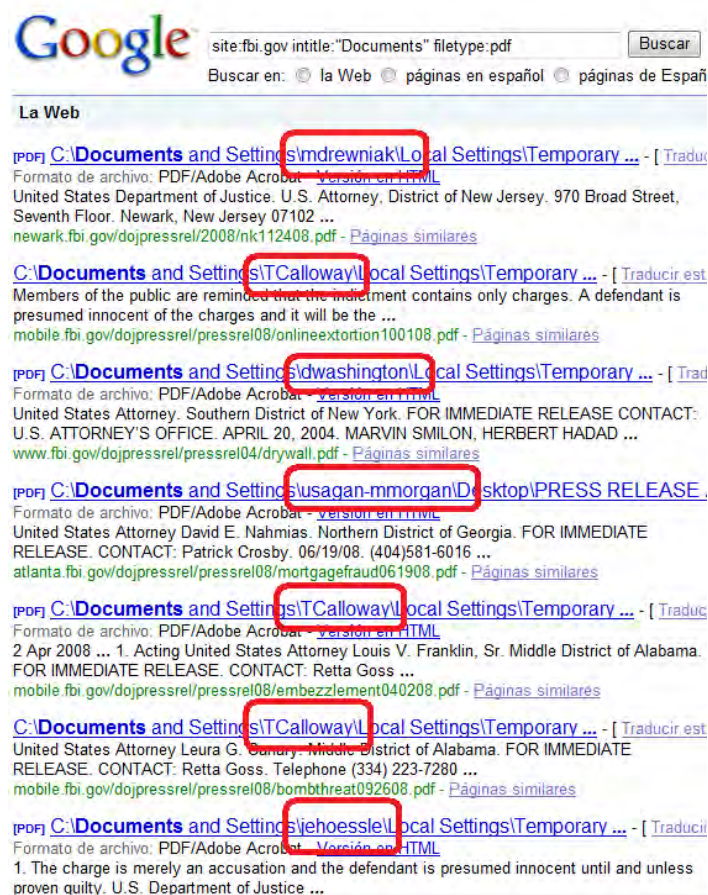 Google
site:fbi.gov intitle:"Documents" filetype:pdf
Buscar
Buscar en: la Web páginas en español páginas de Españ
La Web
[PDF] C:\Documents and Settings\mdrewniak\Local Settings\Temporary ... - [ Traduc
Formato de archivo: PDF/Adobe Acrobat - Versión en HTML
United States Department of Justice. U.S. Attorney, District of New Jersey. 970 Broad Street,
Seventh Floor. Newark, New Jersey 07102 ...
newark.fbi.gov/dojpressrel/2008/nk112408.pdf - Páginas similares
C:\Documents and Settings\TCalloway\Local Settings\Temporary ... - [ Traducir est
Members of the public are reminded that the indictment contains only charges. A defendant is
presumed innocent of the charges and it will be the ...
mobile.fbi.gov/dojpressrel/pressrel08/onlineextortion100108.pdf - Páginas similares
[PDF] C:\Documents and Settings\dwashington\Local Settings\Temporary ... - [ Trad
Formato de archivo: PDF/Adobe Acrobat - Versión en HTML
United States Attorney. Southern District of New York. FOR IMMEDIATE RELEASE CONTACT:
U.S. ATTORNEY'S OFFICE. APRIL 20, 2004. MARVIN SMILON, HERBERT HADAD ...
www.fbi.gov/dojpressrel/pressrel04/drywall.pdf - Páginas similares
[PDF] C:\Documents and Settings\usagan-mmorgan\Desktop\PRESS RELEASE .
Formato de archivo: PDF/Adobe Acrobat - Versión en HTML
United States Attorney David E. Nahmias. Northern District of Georgia. FOR IMMEDIATE
RELEASE. CONTACT: Patrick Crosby. 06/19/08. (404)581-6016 ...
atlanta.fbi.gov/dojpressrel/pressrel08/mortgagefraud061908.pdf - Páginas similares
[PDF] C:\Documents and Settings\TCalloway\Local Settings\Temporary ... - [ Traduc
Formato de archivo: PDF/Adobe Acrobat - Versión en HTML
2 Apr 2008 ... 1. Acting United States Attorney Louis V. Franklin, Sr. Middle District of Alabama.
FOR IMMEDIATE RELEASE. CONTACT: Retta Goss ...
mobile.fbi.gov/dojpressrel/pressrel08/embezzlement040208.pdf - Páginas similares
C:\Documents and Settings\TCalloway\Local Settings\Temporary ... - [ Traducir est
United States Attorney Leura G. Canary. Middle District of Alabama. FOR IMMEDIATE
RELEASE. CONTACT: Retta Goss. Telephone (334) 223-7280 ...
mobile.fbi.gov/dojpressrel/pressrel08/bombthreat092608.pdf - Páginas similares
[PDF] C:\Documents and Settings\jehoessle\Local Settings\Temporary ... - [ Traducir
Formato de archivo: PDF/Adobe Acrobat - Versión en HTML
1. The charge is merely an accusation and the defendant is presumed innocent until and unless
proven guilty. U.S. Department of Justice ...